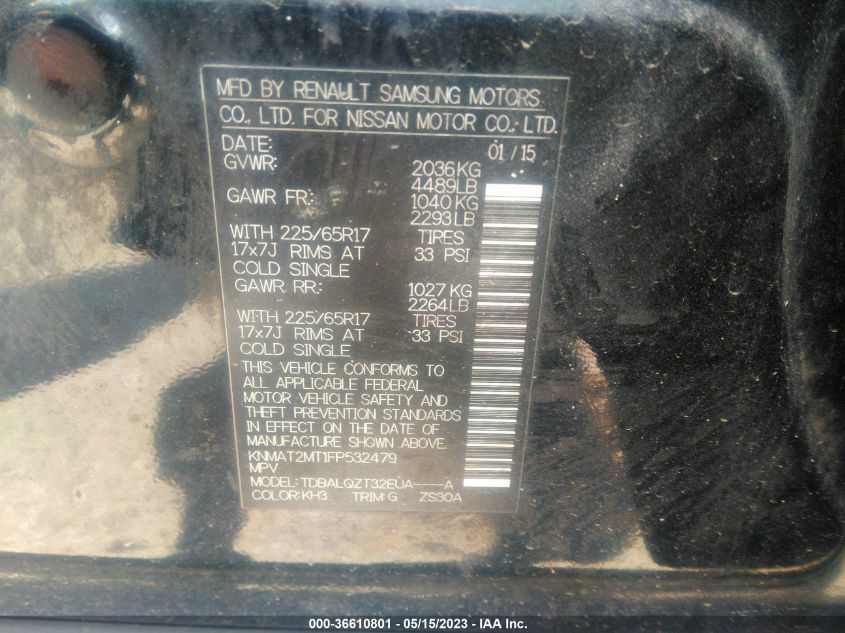 MFD BY RENAULT SAMSUNG MOTORS
CO., LTD. FOR NISSAN MOTOR CO., LTD.
DATE: 01/15
GVWR: 2036KG
4489LB
GAWR FR: 1040KG
2293LB
WITH 225/65R17 TIRES
17x7J RIMS AT 33 PSI
COLD SINGLE
GAWR RR: 1027KG
2264LB
WITH 225/65R17 TIRES
17x7J RIMS AT 33 PSI
COLD SINGLE
THIS VEHICLE CONFORMS TO
ALL APPLICABLE FEDERAL
MOTOR VEHICLE SAFETY AND
THEFT PREVENTION STANDARDS
IN EFFECT ON THE DATE OF
MANUFACTURE SHOWN ABOVE.
KNMAT2MT1FP532479
MPV
MODEL: TDBALQZT32EUA----A
COLOR: KH3 TRIM: G ZS30A
000-36610801 - 05/15/2023 - IAA Inc.